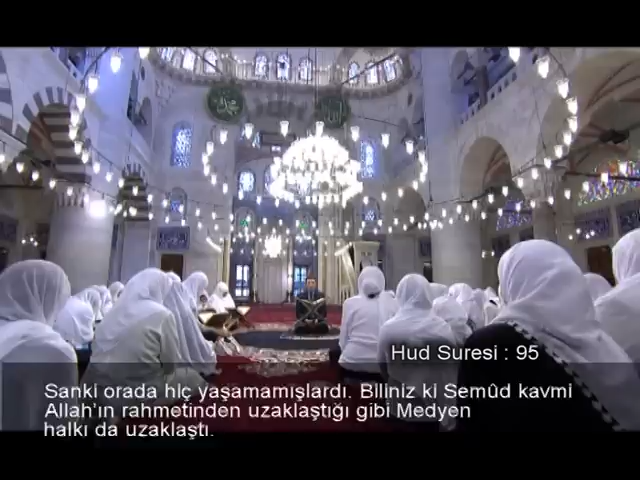 Hud Suresi : 95
Sanki orada hiç yaşamamışlardı. Biliniz ki Semûd kavmi
Allah'ın rahmetinden uzaklaştığı gibi Medyen
halkı da uzaklaştı.